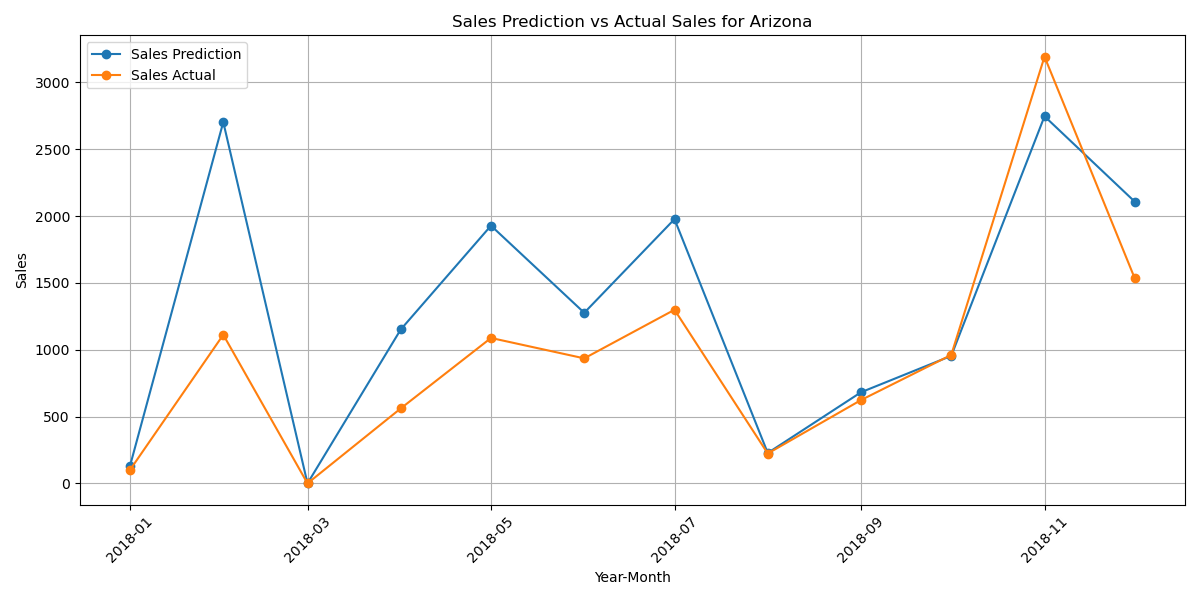 Sales Prediction vs Actual Sales for Arizona
Sales Prediction
Sales Actual
3000
2500
2000
1500
1000
500
0
Sales
2018-01
2018-03
2018-05
2018-07
2018-09
2018-11
Year-Month